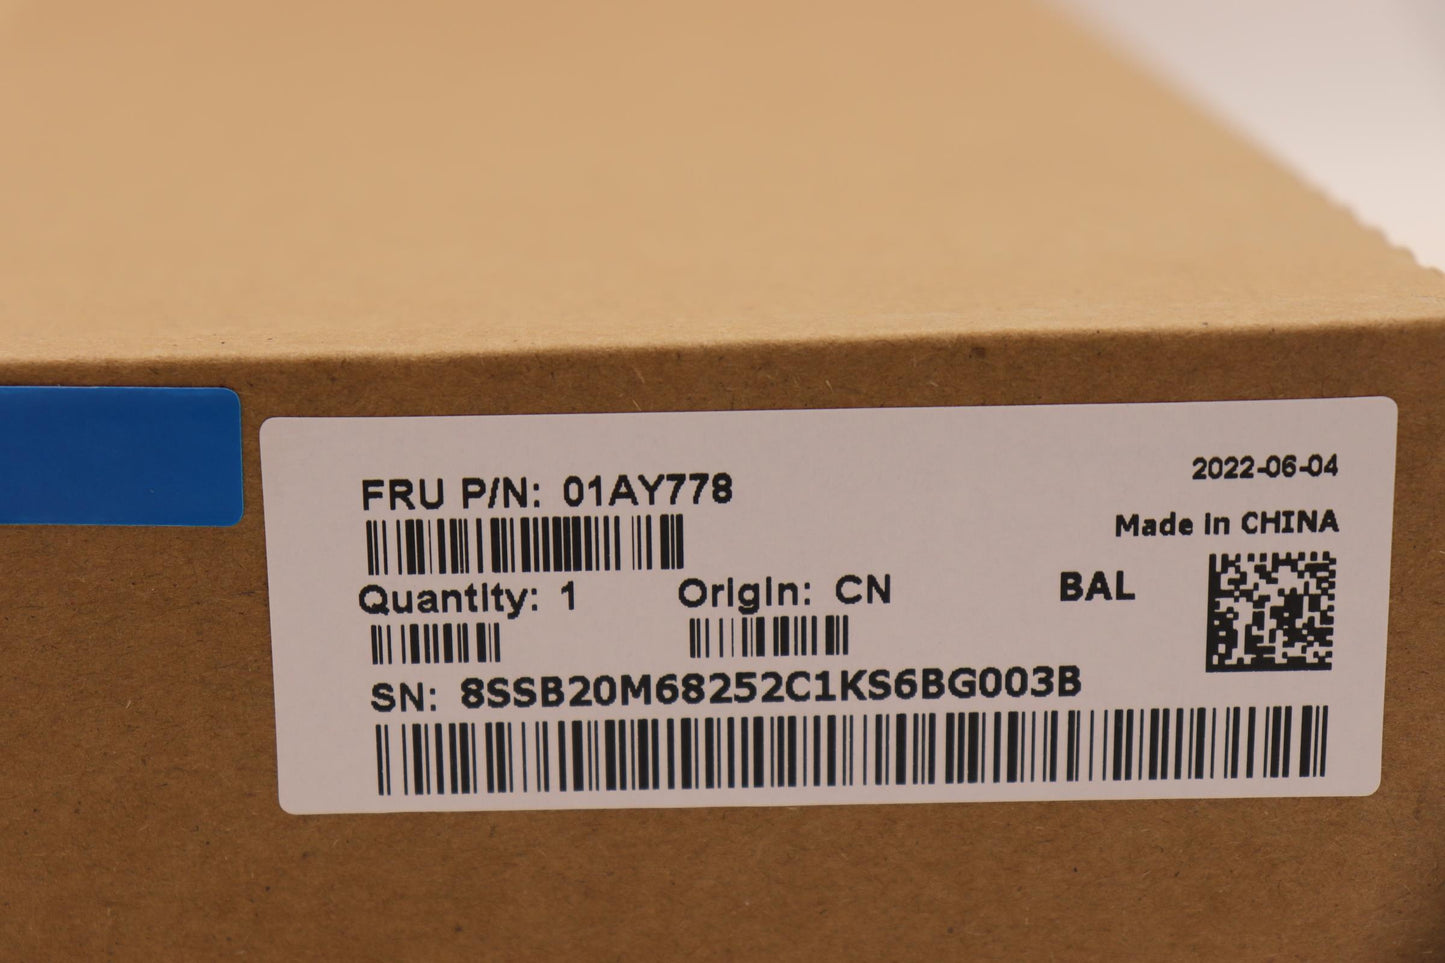 2022-06-04
FRU P/N: 01AY778
Made in CHINA
Quantity: 1
Origin: CN
BAL
SN: 8SSB20M68252C1KS6BG003B